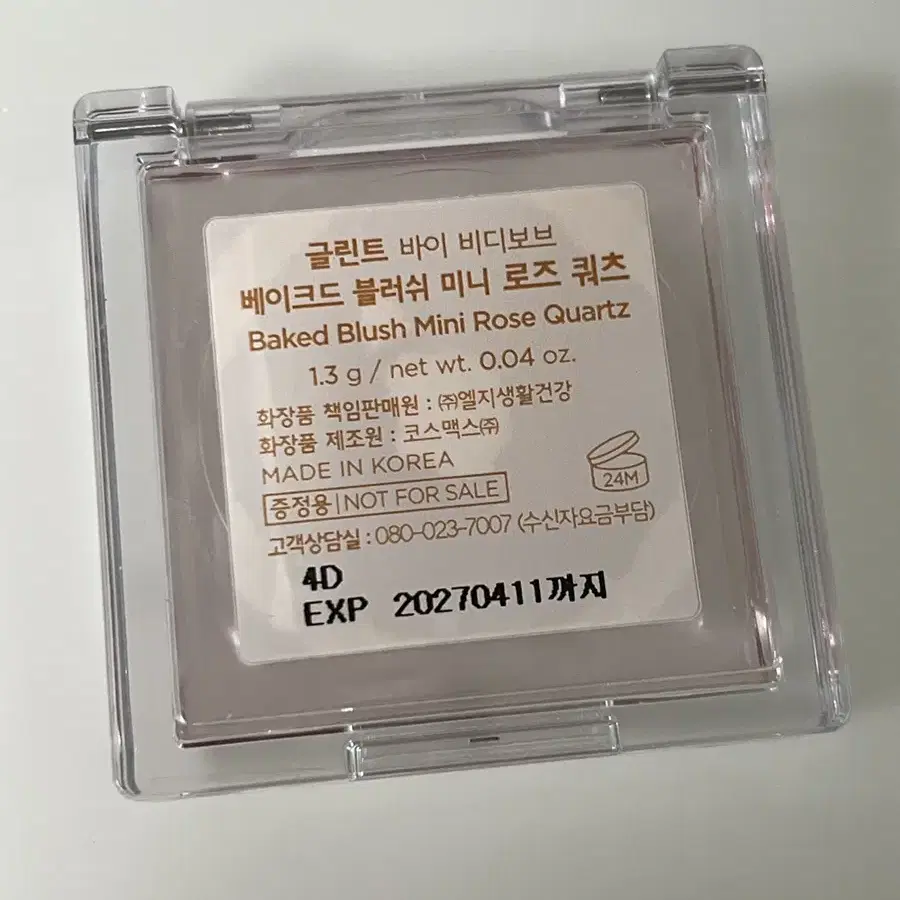 글린트 바이 비디보브
베이크드 블러쉬 미니 로즈 쿼츠
Baked Blush Mini Rose Quartz
1.3 g / net wt. 0.04 oz.
화장품 책임판매원 : ㈜엘지생활건강
화장품 제조원 : 코스맥스㈜
MADE IN KOREA
증정용 | NOT FOR SALE
24M
고객상담실 : 080-023-7007 (수신자요금부담)
4D
EXP 20270411까지